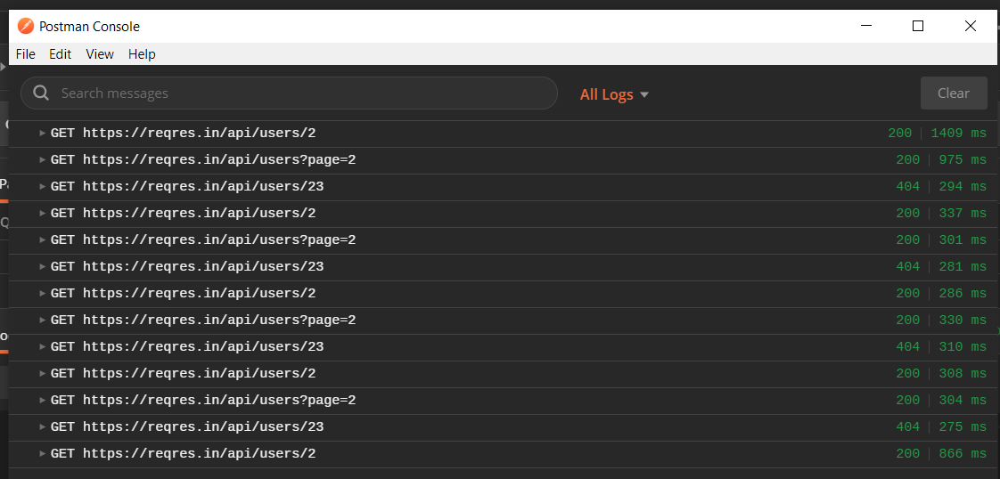 Postman Console
File Edit View Help
Search messages All Logs Clear
GET https://reqres.in/api/users/2 200 | 1409 ms
GET https://reqres.in/api/users?page=2 200 | 975 ms
GET https://reqres.in/api/users/23 404 | 294 ms
GET https://reqres.in/api/users/2 200 | 337 ms
GET https://reqres.in/api/users?page=2 200 | 301 ms
GET https://reqres.in/api/users/23 404 | 281 ms
GET https://reqres.in/api/users/2 200 | 286 ms
GET https://reqres.in/api/users?page=2 200 | 330 ms
GET https://reqres.in/api/users/23 404 | 310 ms
GET https://reqres.in/api/users/2 200 | 308 ms
GET https://reqres.in/api/users?page=2 200 | 304 ms
GET https://reqres.in/api/users/23 404 | 275 ms
GET https://reqres.in/api/users/2 200 | 866 ms